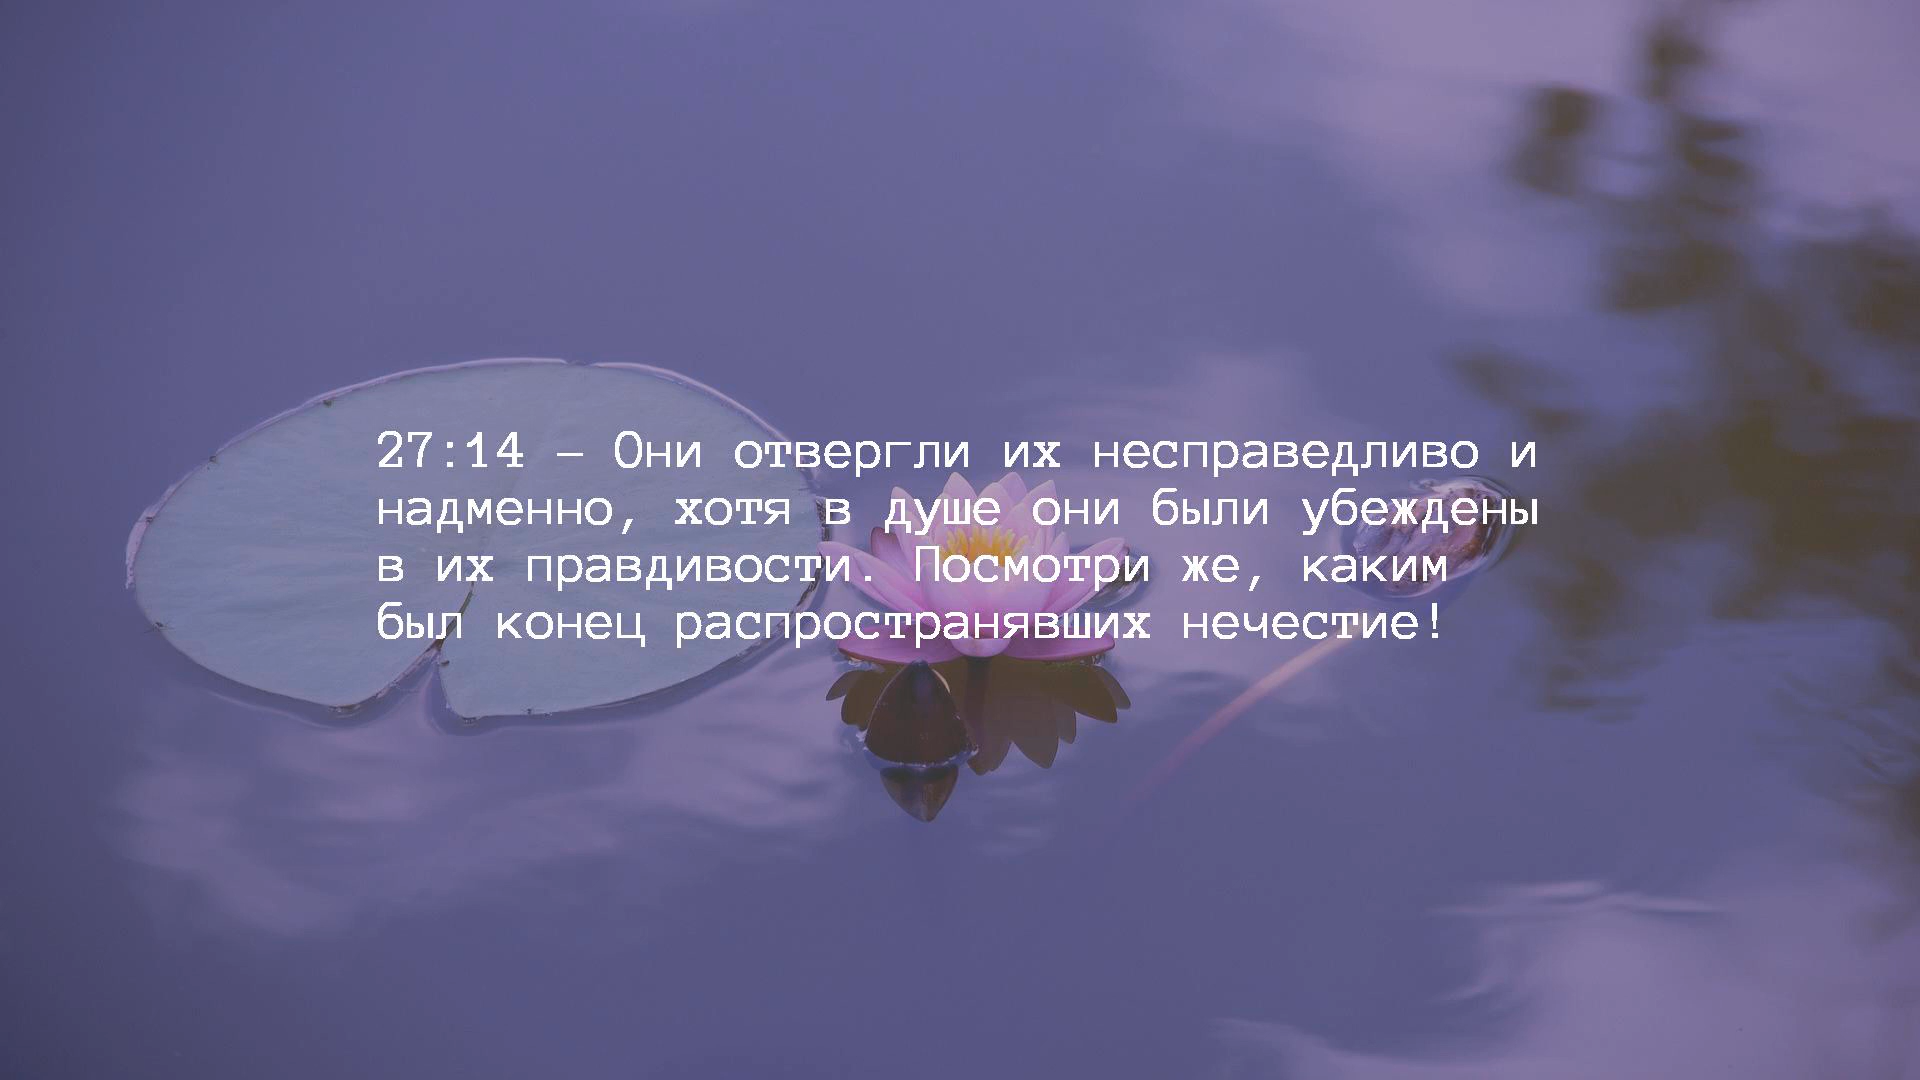 27:14 — Они отвергли их несправедливо и
надменно, хотя в душе они были убеждены
в их правдивости. Посмотри же, каким
был конец распространявших нечестие!